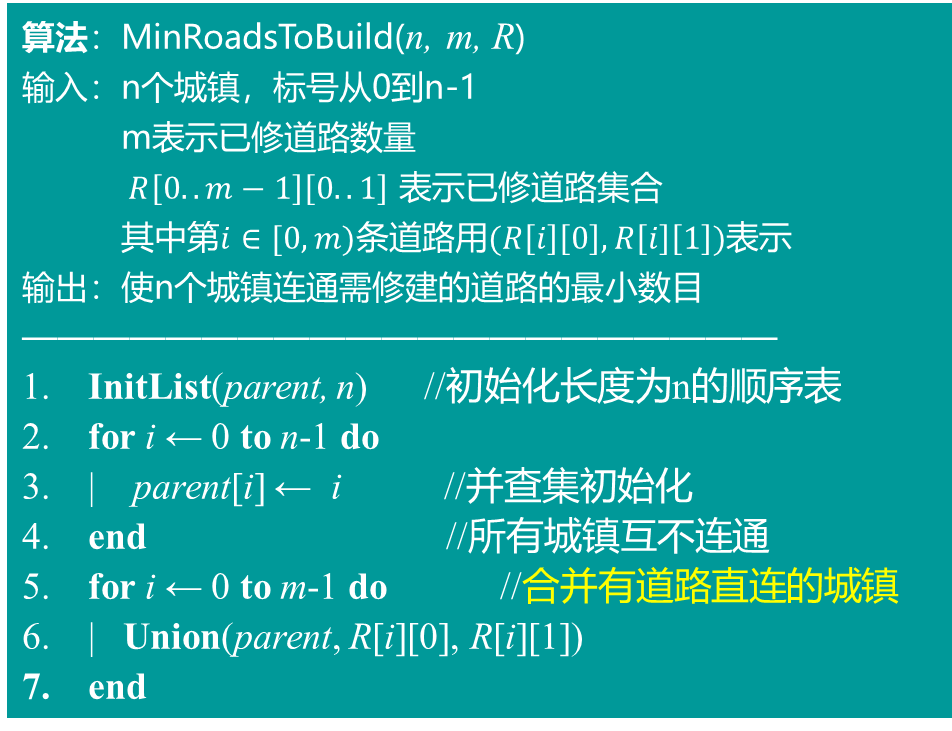 算法：MinRoadsToBuild(n, m, R)
输入：n个城镇，标号从0到n-1
m表示已修道路数量
R[0..m − 1][0..1] 表示已修道路集合
其中第i ∈ [0, m)条道路用(R[i][0], R[i][1])表示
输出：使n个城镇连通需修建的道路的最小数目
1. InitList(parent, n) //初始化长度为n的顺序表
2. for i ← 0 to n-1 do
3. | parent[i] ← i //并查集初始化
4. end //所有城镇互不连通
5. for i ← 0 to m-1 do //合并有道路直连的城镇
6. | Union(parent, R[i][0], R[i][1])
7. end